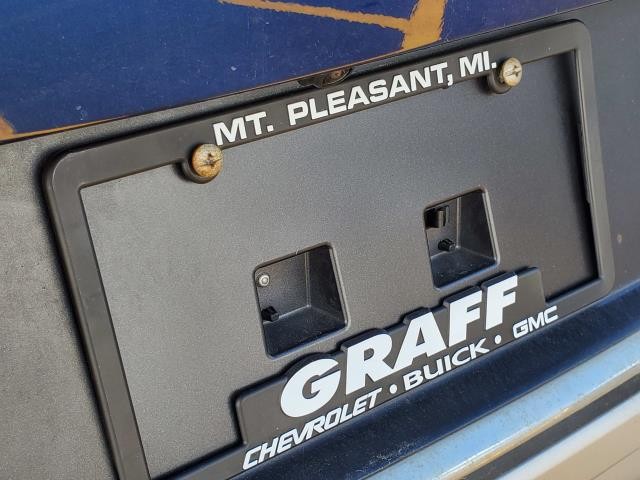 MT. PLEASANT, MI.
GRAFF
CHEVROLET • BUICK • GMC